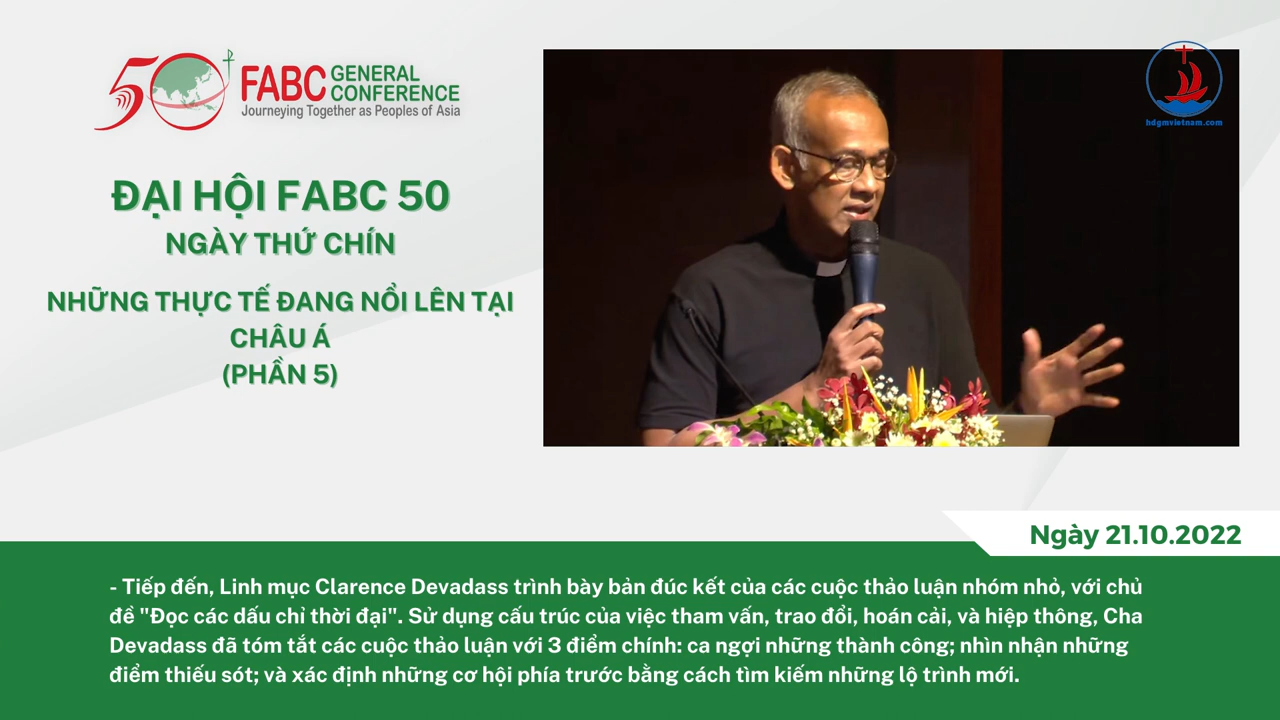 50 FABC GENERAL
CONFERENCE
Journeying Together as Peoples of Asia
hdgmvietnam.com
ĐẠI HỘI FABC 50
NGÀY THỨ CHÍN
NHỮNG THỰC TẾ ĐANG NỔI LÊN TẠI
CHÂU Á
(PHẦN 5)
Ngày 21.10.2022
- Tiếp đến, Linh mục Clarence Devadass trình bày bản đúc kết của các cuộc thảo luận nhóm nhỏ, với chủ
đề "Đọc các dấu chỉ thời đại". Sử dụng cấu trúc của việc tham vấn, trao đổi, hoán cải, và hiệp thông, Cha
Devadass đã tóm tắt các cuộc thảo luận với 3 điểm chính: ca ngợi những thành công; nhìn nhận những
điểm thiếu sót; và xác định những cơ hội phía trước bằng cách tìm kiếm những lộ trình mới.